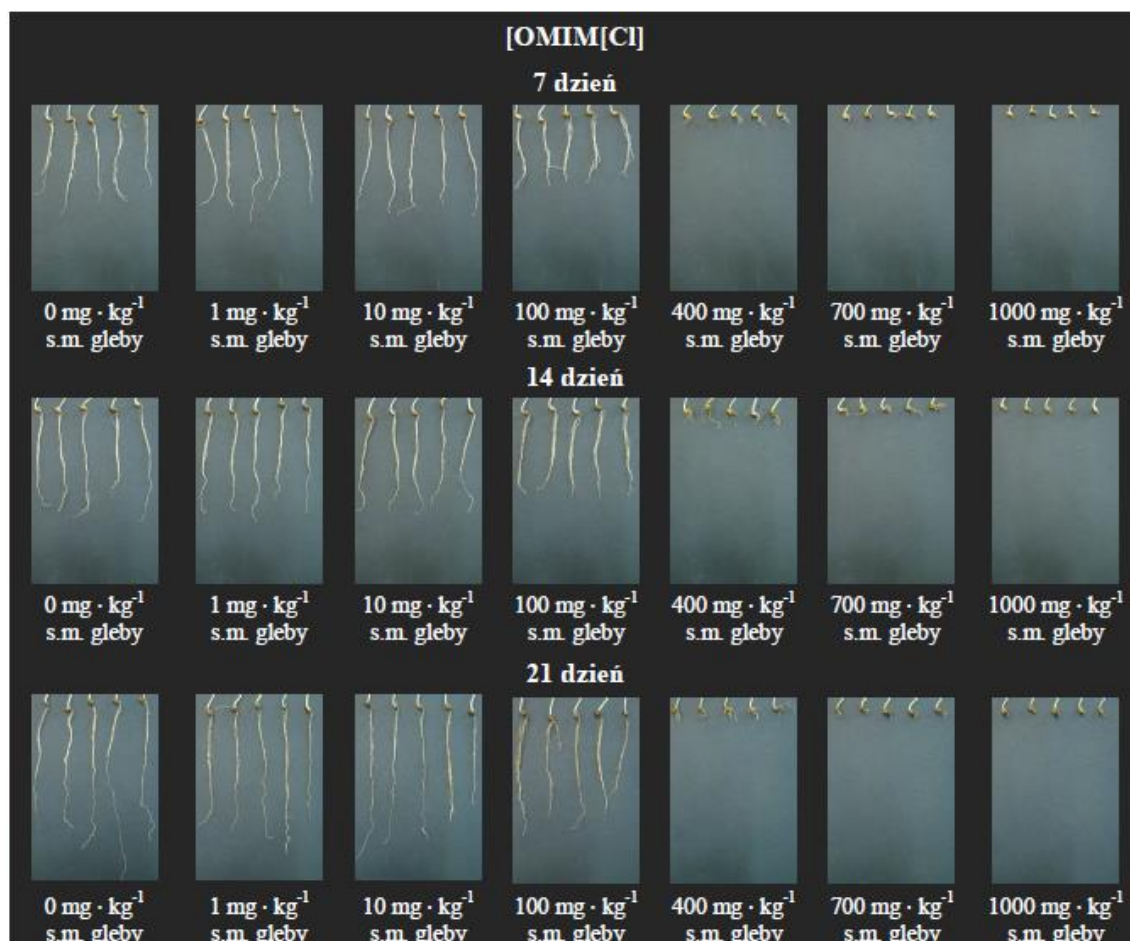 [OMIM[Cl]
7 dzień
0 mg · kg⁻¹ 1 mg · kg⁻¹ 10 mg · kg⁻¹ 100 mg · kg⁻¹ 400 mg · kg⁻¹ 700 mg · kg⁻¹ 1000 mg · kg⁻¹
s.m. gleby s.m. gleby s.m. gleby s.m. gleby s.m. gleby s.m. gleby s.m. gleby
14 dzień
0 mg · kg⁻¹ 1 mg · kg⁻¹ 10 mg · kg⁻¹ 100 mg · kg⁻¹ 400 mg · kg⁻¹ 700 mg · kg⁻¹ 1000 mg · kg⁻¹
s.m. gleby s.m. gleby s.m. gleby s.m. gleby s.m. gleby s.m. gleby s.m. gleby
21 dzień
0 mg · kg⁻¹ 1 mg · kg⁻¹ 10 mg · kg⁻¹ 100 mg · kg⁻¹ 400 mg · kg⁻¹ 700 mg · kg⁻¹ 1000 mg · kg⁻¹
s.m. gleby s.m. gleby s.m. gleby s.m. gleby s.m. gleby s.m. gleby s.m. gleby